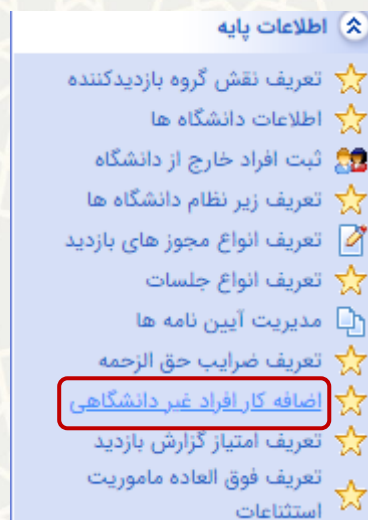 اطلاعات پایه
تعریف نقش گروه بازدیدکننده
اطلاعات دانشگاه ها
ثبت افراد خارج از دانشگاه
تعریف زیر نظام دانشگاه ها
تعریف انواع مجوز های بازدید
تعریف انواع جلسات
مدیریت آیین نامه ها
تعریف ضرایب حق الزحمه
اضافه کار افراد غیر دانشگاهی
تعریف امتیاز گزارش بازدید
تعریف فوق العاده ماموریت
استثناعات